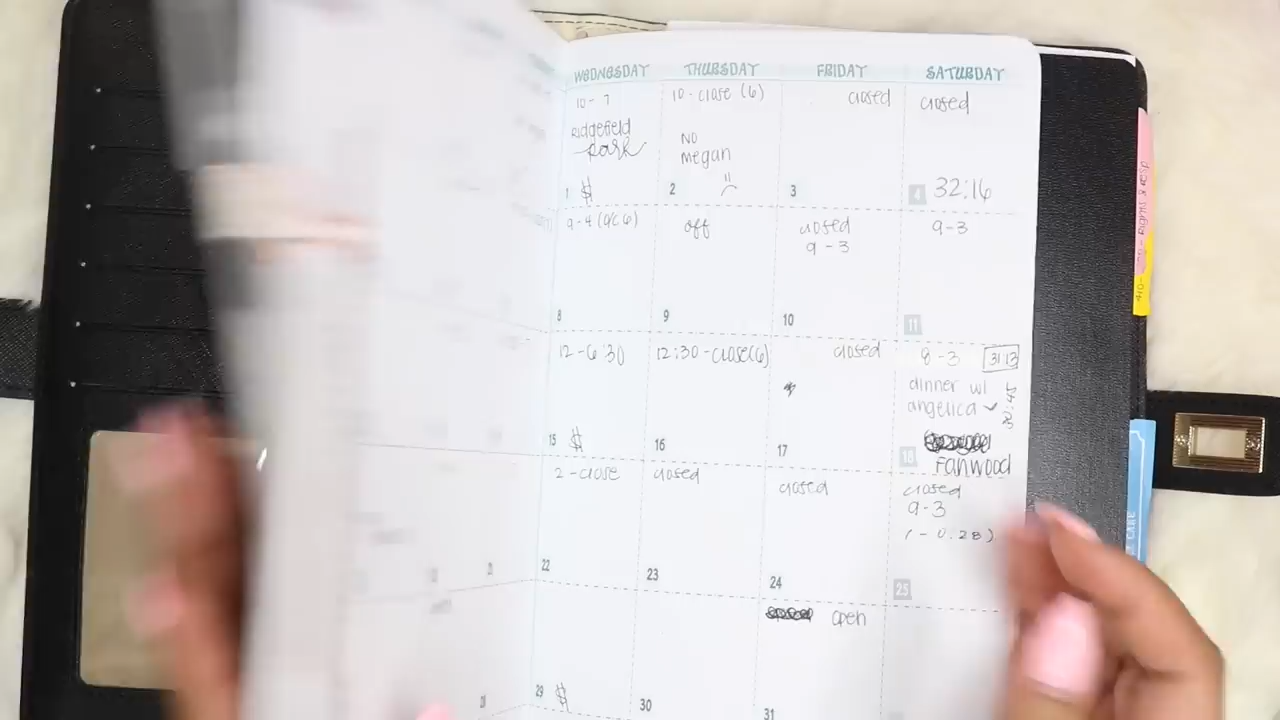 WEDNESDAY THURSDAY FRIDAY SATURDAY
10-7
Ridgefield
Park
1 $
10-close (6)
NO
megan
2
closed
3
closed
4 32:16
9-4
8
off
9
closed
9-3
10
9-3
11
12-6:30
15 $
12:30-close(6)
16
closed
17
8-3
dinner w/
angelica
18
Fanwood
2-close
22
closed
23
closed
24
closed
9-3
(-0.28)
25
29 $
30
open
31